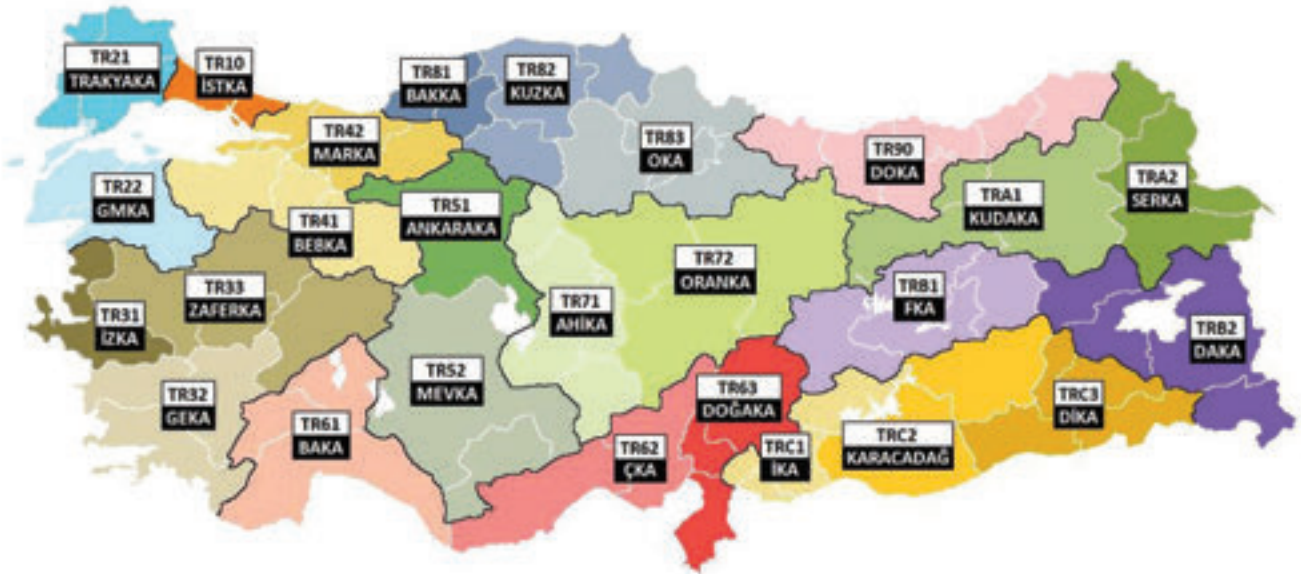 TR21
TRAKYAKA
TR10
İSTKA
TR81
BAKKA
TR82
KUZKA
TR42
MARKA
TR83
OKA
TR90
DOKA
TRA2
SERKA
TRA1
KUDAKA
TR22
GMKA
TR51
ANKARAKA
TR41
BEBKA
TR72
ORANKA
TR33
ZAFERKA
TRB1
FKA
TR31
İZKA
TR71
AHİKA
TRB2
DAKA
TR52
MEVKA
TR63
DOĞAKA
TR32
GEKA
TRC3
DİKA
TR61
BAKA
TR62
ÇKA
TRC1
İKA
TRC2
KARACADAĞ